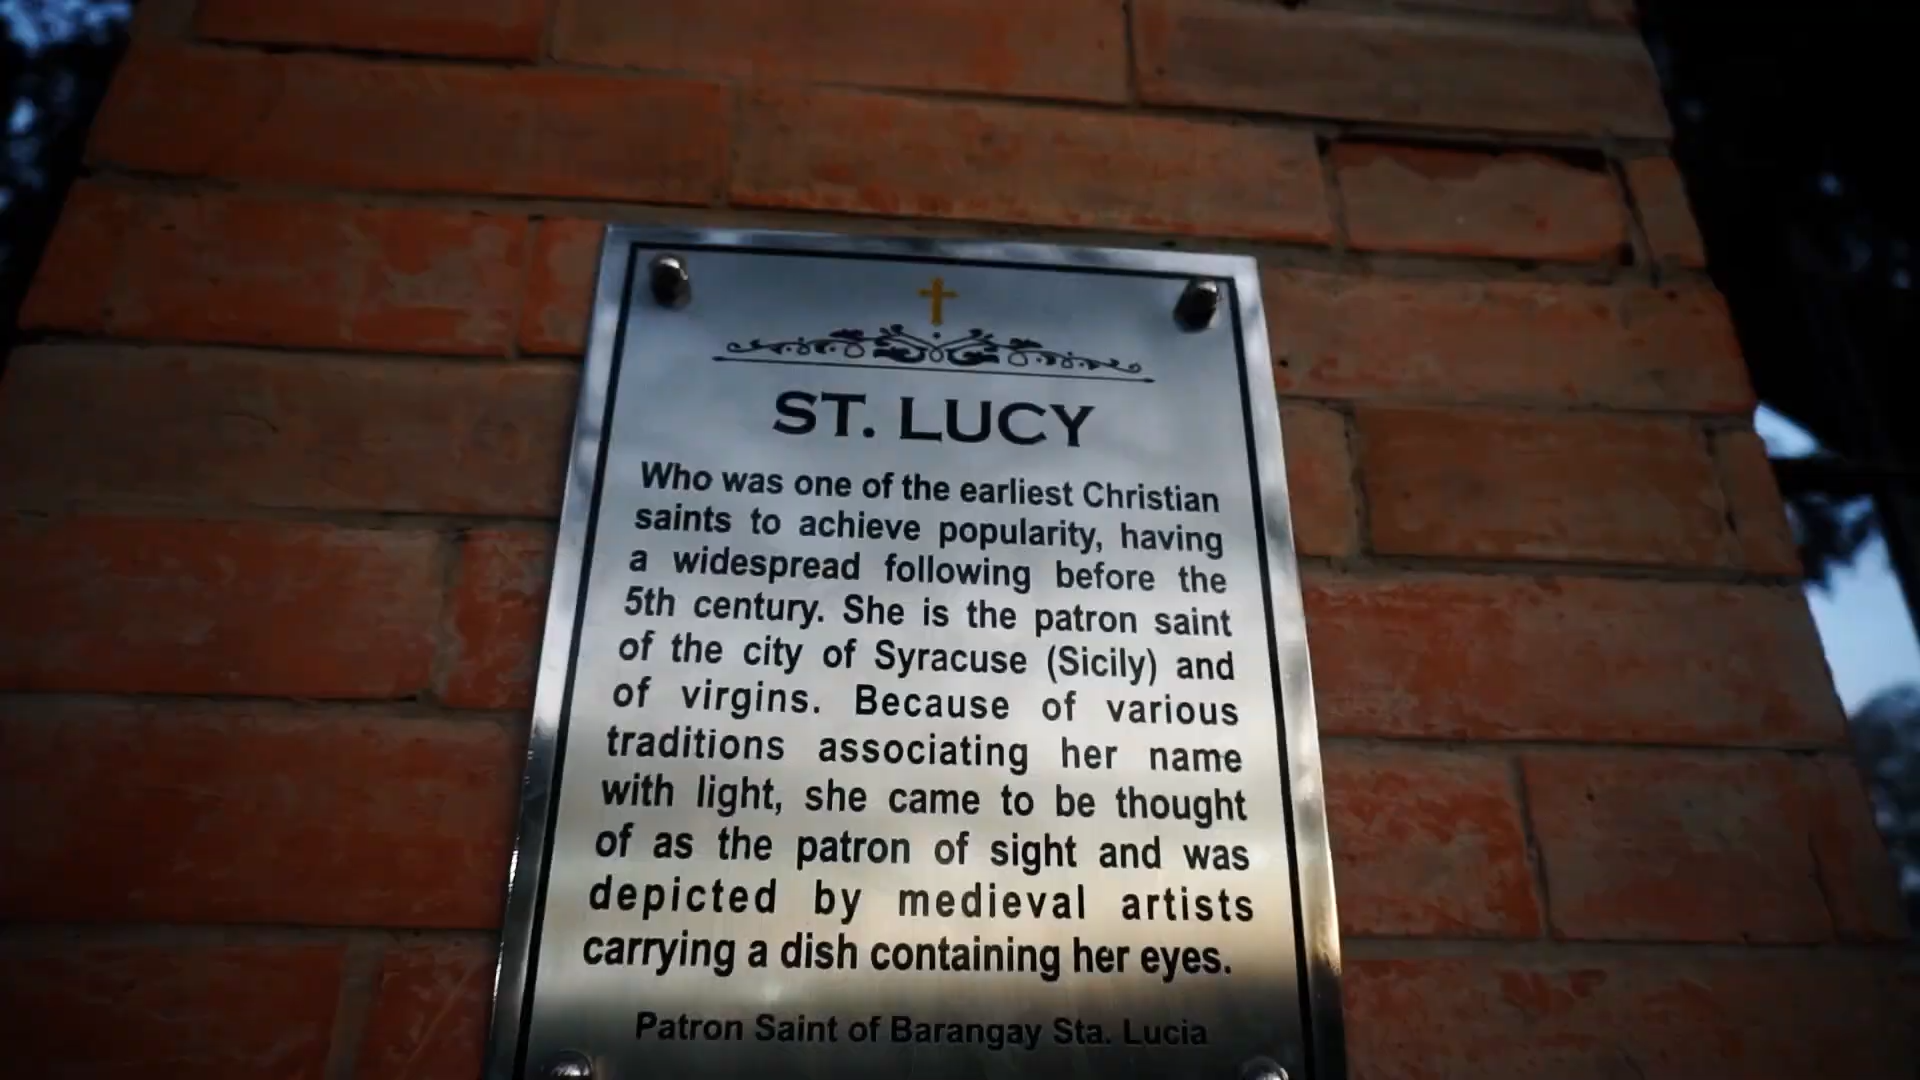 ST. LUCY
Who was one of the earliest Christian
saints to achieve popularity, having
a widespread following before the
5th century. She is the patron saint
of the city of Syracuse (Sicily) and
of virgins. Because of various
traditions associating her name
with light, she came to be thought
of as the patron of sight and was
depicted by medieval artists
carrying a dish containing her eyes.
Patron Saint of Barangay Sta. Lucia